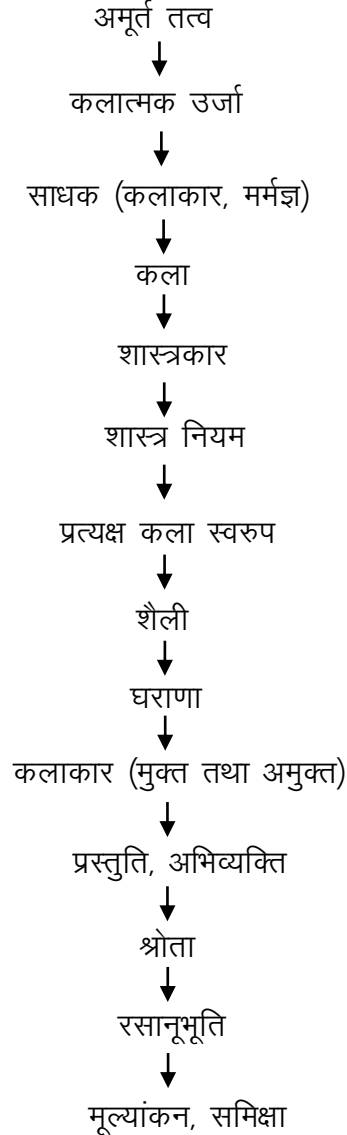 अमूर्त तत्व
कलात्मक उर्जा
साधक (कलाकार, मर्मज्ञ)
कला
शास्त्रकार
शास्त्र नियम
प्रत्यक्ष कला स्वरुप
शैली
घराणा
कलाकार (मुक्त तथा अमुक्त)
प्रस्तुति, अभिव्यक्ति
श्रोता
रसानूभूति
मूल्यांकन, समिक्षा